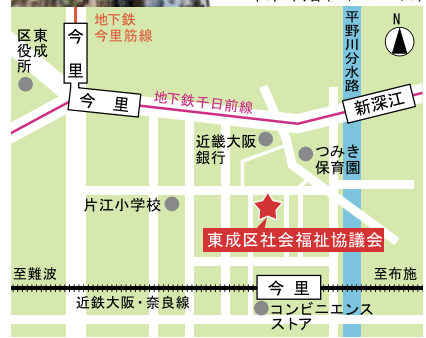 地下鉄
今里筋線
今里
東成
区役所
今里
地下鉄千日前線
平野川分水路
N
新深江
近畿大阪
銀行
つみき
保育園
片江小学校
東成区社会福祉協議会
至難波
今里
至布施
近鉄大阪・奈良線
コンビニエンス
ストア